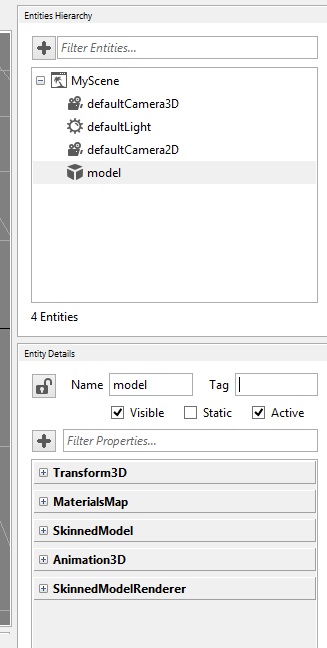 Entities Hierarchy
Filter Entities...
MyScene
defaultCamera3D
defaultLight
defaultCamera2D
model
4 Entities
Entity Details
Name model Tag
Visible Static Active
Filter Properties...
Transform3D
MaterialsMap
SkinnedModel
Animation3D
SkinnedModelRenderer